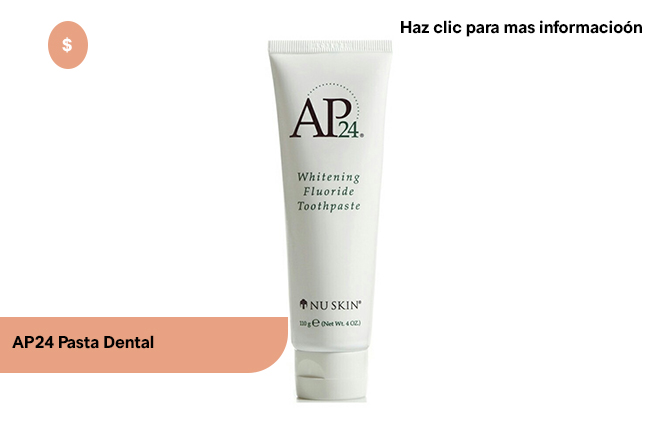 Haz clic para mas informacioón
$
AP24®
Whitening
Fluoride
Toothpaste
NU SKIN®
110 g ℮ (Net Wt. 4 OZ.)
AP24 Pasta Dental